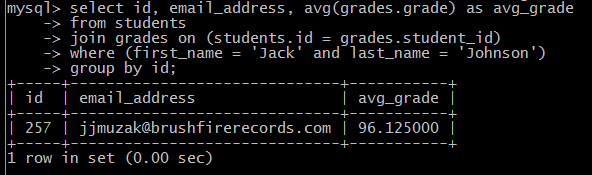 mysql> select id, email_address, avg(grades.grade) as avg_grade
    -> from students
    -> join grades on (students.id = grades.student_id)
    -> where (first_name = 'Jack' and last_name = 'Johnson')
    -> group by id;
+-----+----------------------------+-----------+
| id  | email_address              | avg_grade |
+-----+----------------------------+-----------+
| 257 | jjmuzak@brushfirerecords.com | 96.125000 |
+-----+----------------------------+-----------+
1 row in set (0.00 sec)